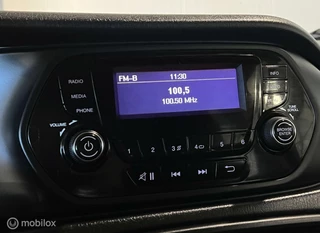 RADIO
MEDIA
PHONE
VOLUME
FM-B 11:30
100,5
100.50 MHz
INFO
TUNE
SCROLL
BROWSE
ENTER
1 2 3 4 5 6
mobilox